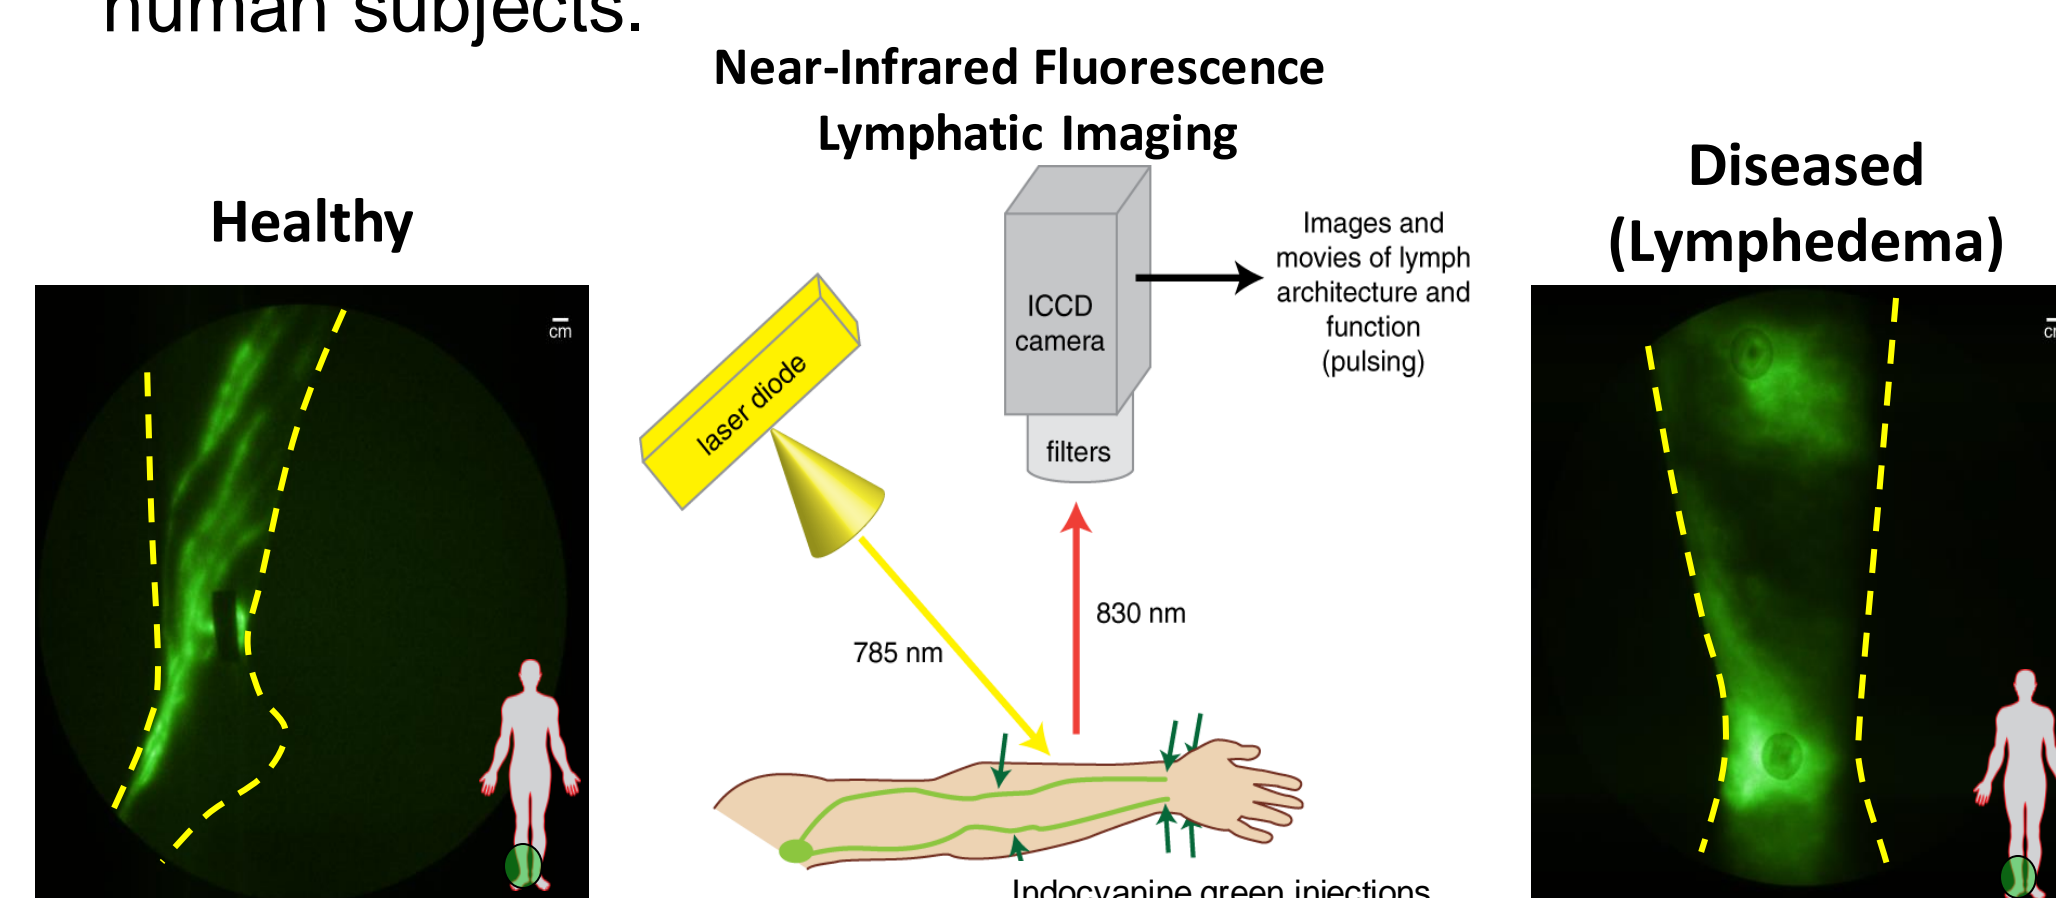 human subjects.
Near-Infrared Fluorescence
Lymphatic Imaging
Healthy
Diseased
(Lymphedema)
cm
laser diode
ICCD
camera
filters
Images and
movies of lymph
architecture and
function
(pulsing)
785 nm
830 nm
Indocyanine green injections